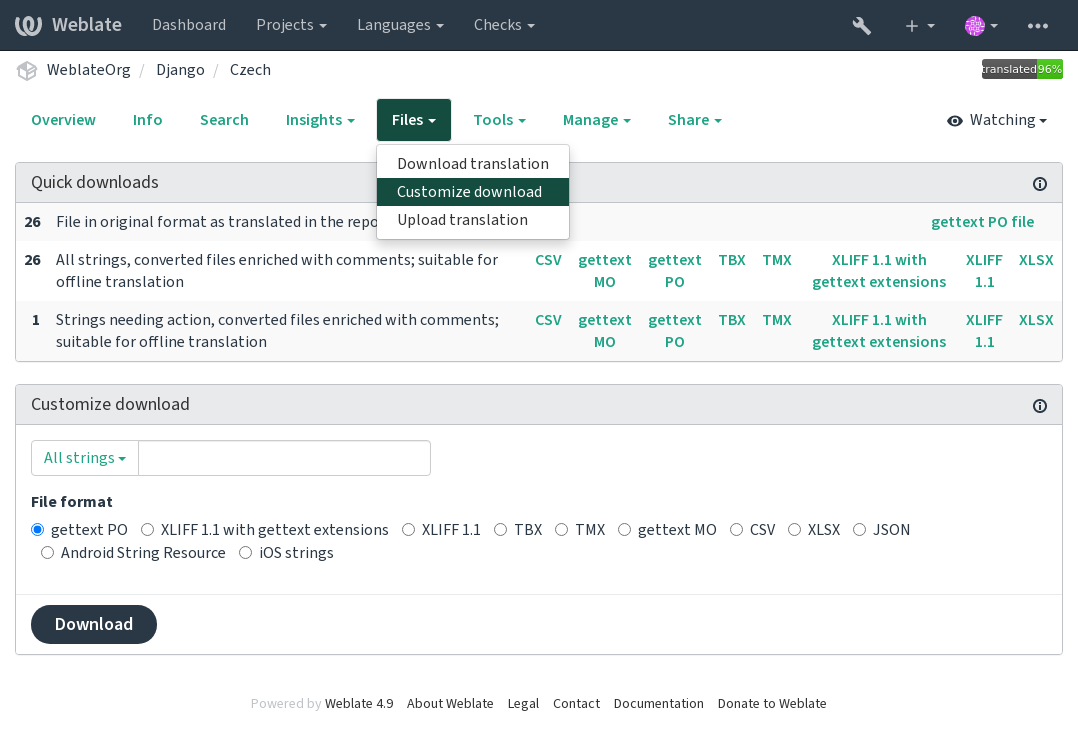 Weblate Dashboard Projects Languages Checks
WeblateOrg / Django / Czech translated 96%
Overview Info Search Insights Files Tools Manage Share Watching
Download translation
Customize download
Upload translation
Quick downloads
26 File in original format as translated in the repo gettext PO file
26 All strings, converted files enriched with comments; suitable for CSV gettext gettext TBX TMX XLIFF 1.1 with XLIFF XLSX
offline translation MO PO gettext extensions 1.1
1 Strings needing action, converted files enriched with comments; CSV gettext gettext TBX TMX XLIFF 1.1 with XLIFF XLSX
suitable for offline translation MO PO gettext extensions 1.1
Customize download
All strings
File format
gettext PO XLIFF 1.1 with gettext extensions XLIFF 1.1 TBX TMX gettext MO CSV XLSX JSON
Android String Resource iOS strings
Download
Powered by Weblate 4.9 About Weblate Legal Contact Documentation Donate to Weblate